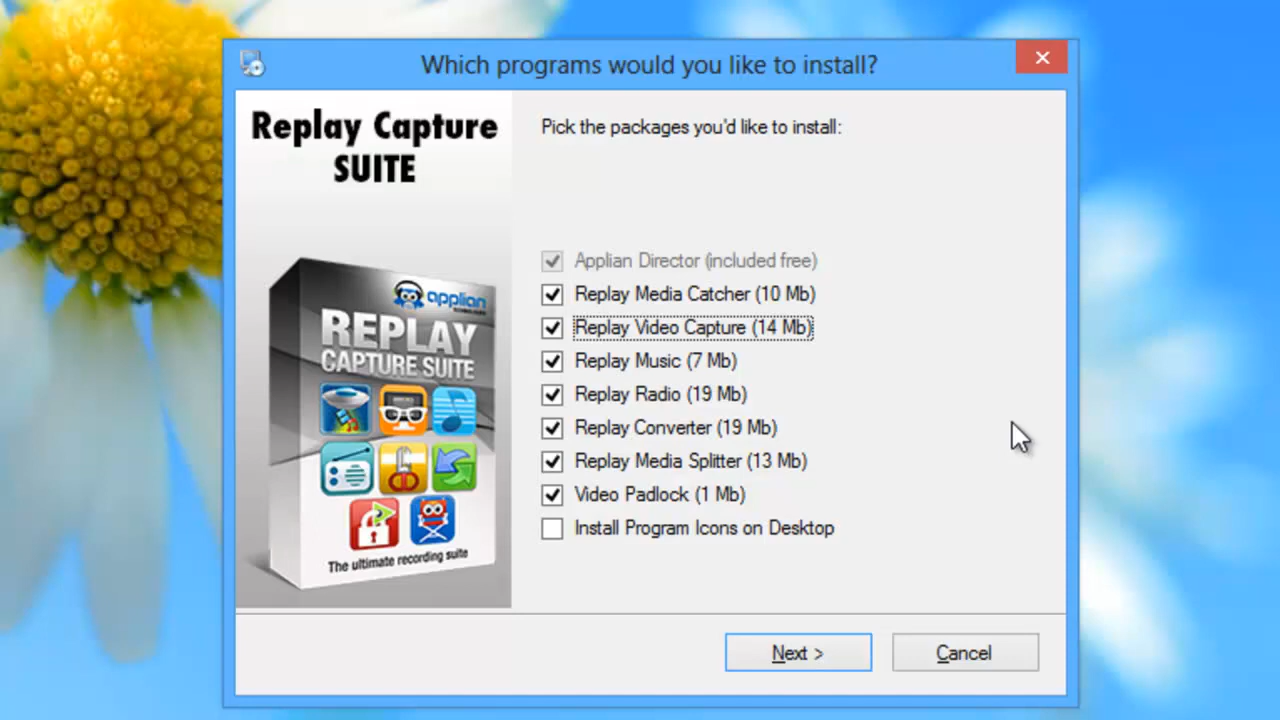 Which programs would you like to install?
Replay Capture
SUITE
Pick the packages you'd like to install:
applian
REPLAY
CAPTURE SUITE
The ultimate recording suite
Applian Director (included free)
Replay Media Catcher (10 Mb)
Replay Video Capture (14 Mb)
Replay Music (7 Mb)
Replay Radio (19 Mb)
Replay Converter (19 Mb)
Replay Media Splitter (13 Mb)
Video Padlock (1 Mb)
Install Program Icons on Desktop
Next >
Cancel